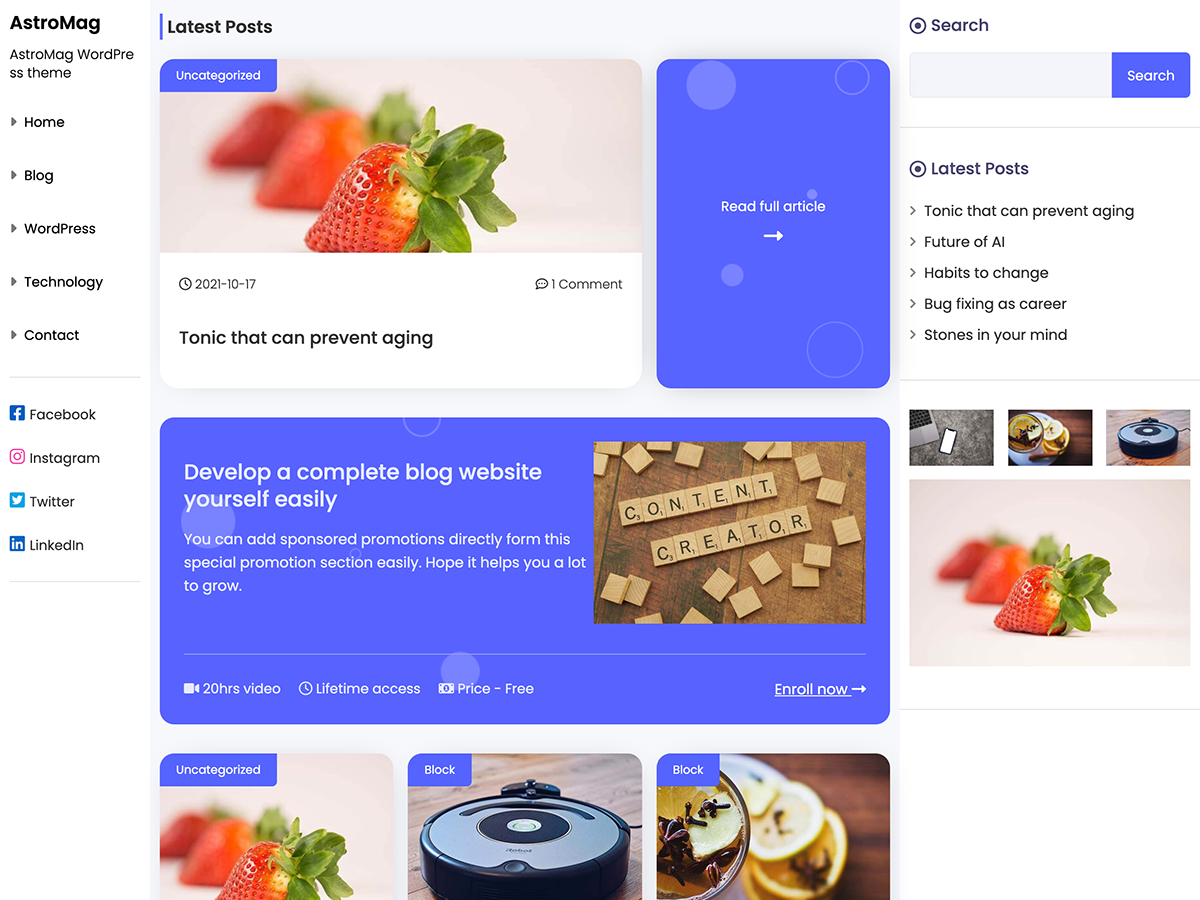 AstroMag
AstroMag WordPre
ss theme
Home
Blog
WordPress
Technology
Contact
Facebook
Instagram
Twitter
LinkedIn
Latest Posts
Uncategorized
2021-10-17
1 Comment
Tonic that can prevent aging
Read full article
Develop a complete blog website
yourself easily
You can add sponsored promotions directly form this
special promotion section easily. Hope it helps you a lot
to grow.
CONTENT
CREATOR
20hrs video
Lifetime access
Price - Free
Enroll now
Uncategorized
Block
iRobot
Block
Search
Search
Latest Posts
Tonic that can prevent aging
Future of AI
Habits to change
Bug fixing as career
Stones in your mind